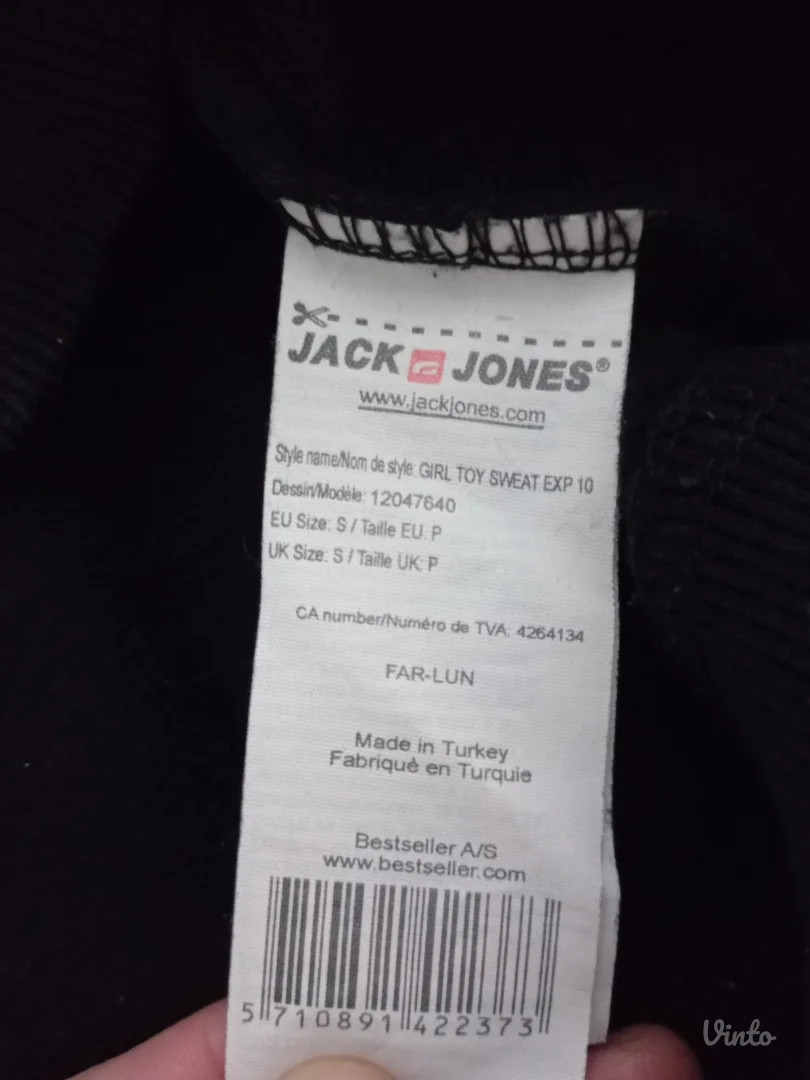 JACK JONES®
www.jackjones.com
Style name/Nom de style: GIRL TOY SWEAT EXP 10
Dessin/Modèle: 12047640
EU Size: S / Taille EU: P
UK Size: S / Taille UK: P
CA number/Numéro de TVA: 4264134
FAR-LUN
Made in Turkey
Fabriquè en Turquie
Bestseller A/S
www.bestseller.com
5 710891 422373
Vinto